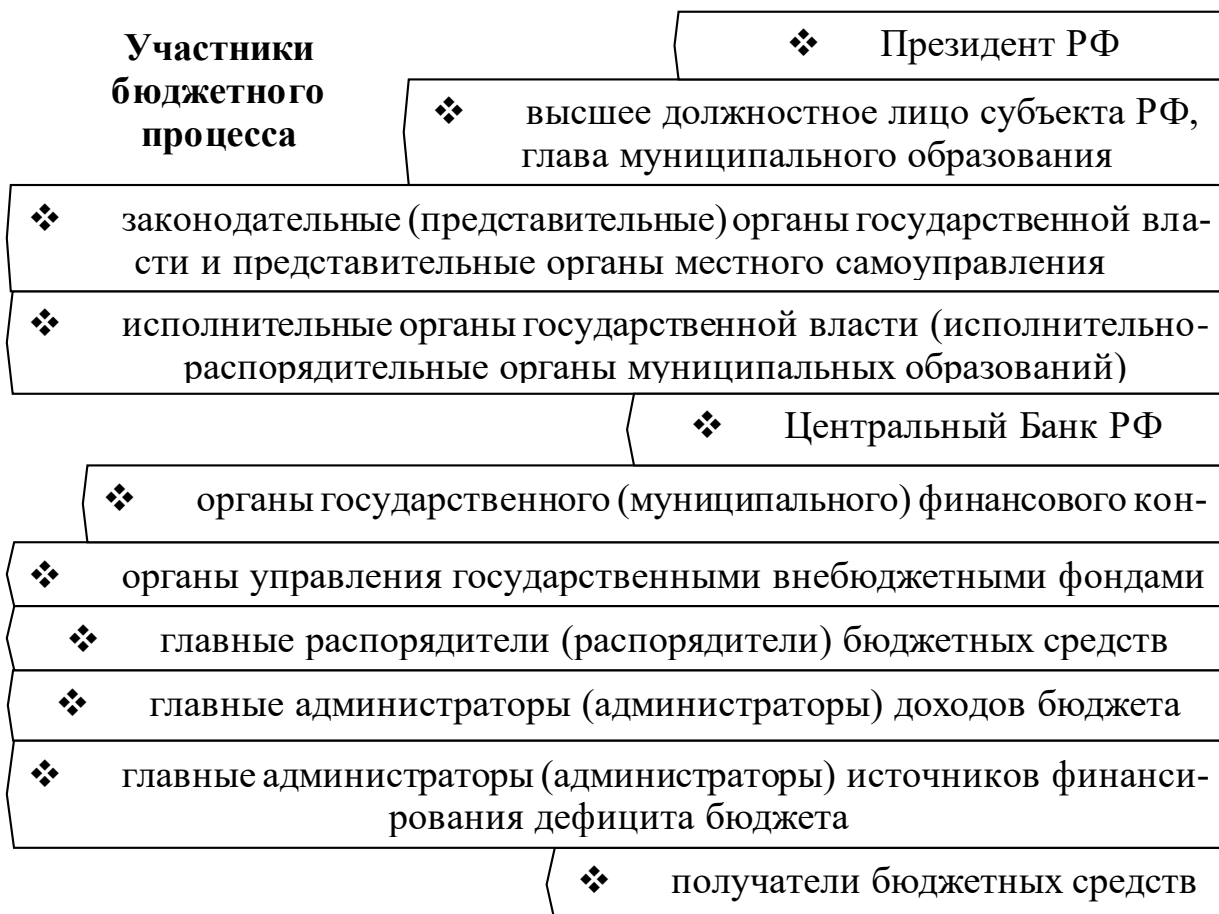 Участники
бюджетного
процесса
❖ Президент РФ
❖ высшее должностное лицо субъекта РФ,
глава муниципального образования
❖ законодательные (представительные) органы государственной вла-
сти и представительные органы местного самоуправления
❖ исполнительные органы государственной власти (исполнительно-
распорядительные органы муниципальных образований)
❖ Центральный Банк РФ
❖ органы государственного (муниципального) финансового кон-
❖ органы управления государственными внебюджетными фондами
❖ главные распорядители (распорядители) бюджетных средств
❖ главные администраторы (администраторы) доходов бюджета
❖ главные администраторы (администраторы) источников финанси-
рования дефицита бюджета
❖ получатели бюджетных средств